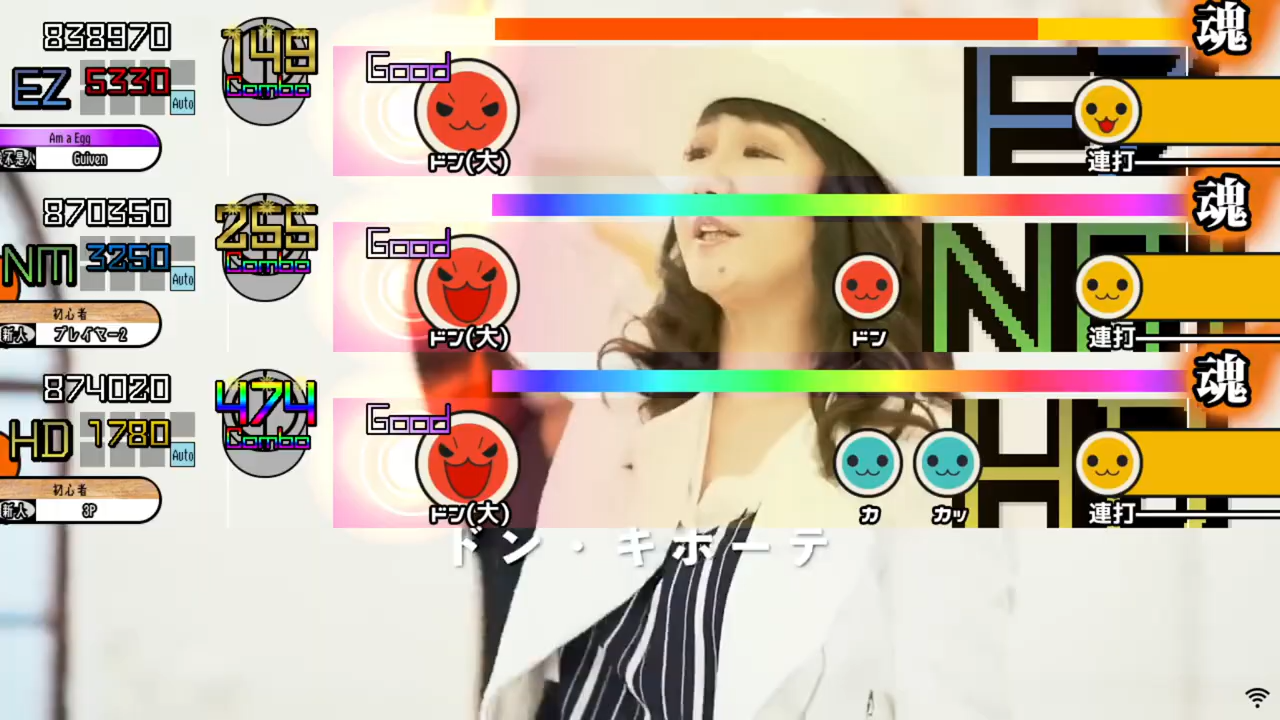 838970
149
Combo
魂
Good
EZ
5330
Auto
Am a Egg
Guiven
ドン(大)
連打
870350
255
Combo
魂
Good
NM
3250
Auto
初心者
新人
プレイヤー2
ドン(大)
ドン
連打
874020
474
Combo
魂
Good
HD
1780
Auto
初心者
新人
3P
ドン(大)
カ
カッ
連打
ドン・キホーテ